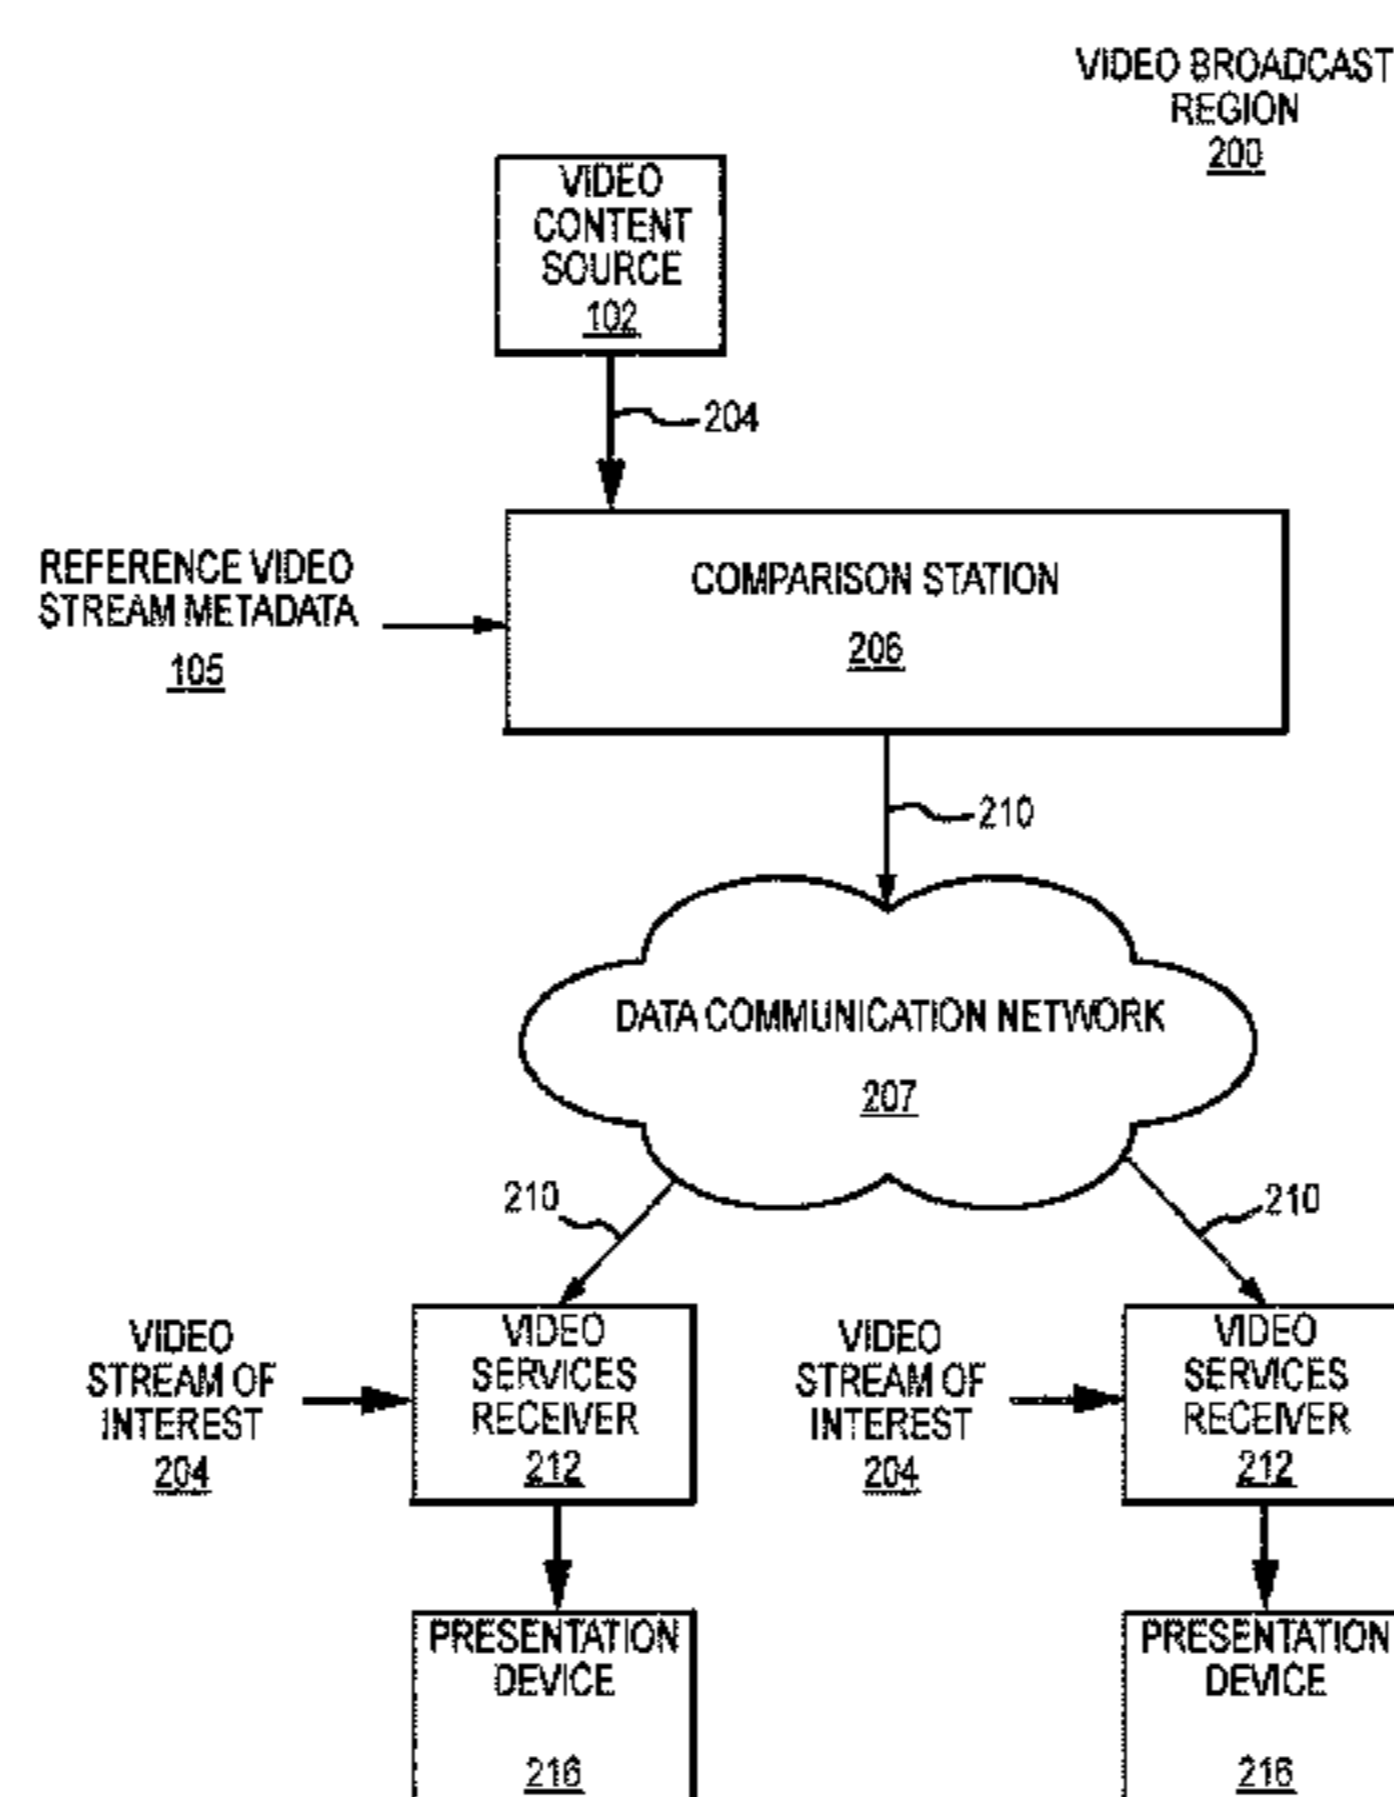 VIDEO BROADCAST
REGION
200
VIDEO
CONTENT
SOURCE
102
204
REFERENCE VIDEO
STREAM METADATA
105
COMPARISON STATION
206
210
DATA COMMUNICATION NETWORK
207
210
210
VIDEO
STREAM OF
INTEREST
204
VIDEO
SERVICES
RECEIVER
212
VIDEO
STREAM OF
INTEREST
204
VIDEO
SERVICES
RECEIVER
212
PRESENTATION
DEVICE
216
PRESENTATION
DEVICE
216